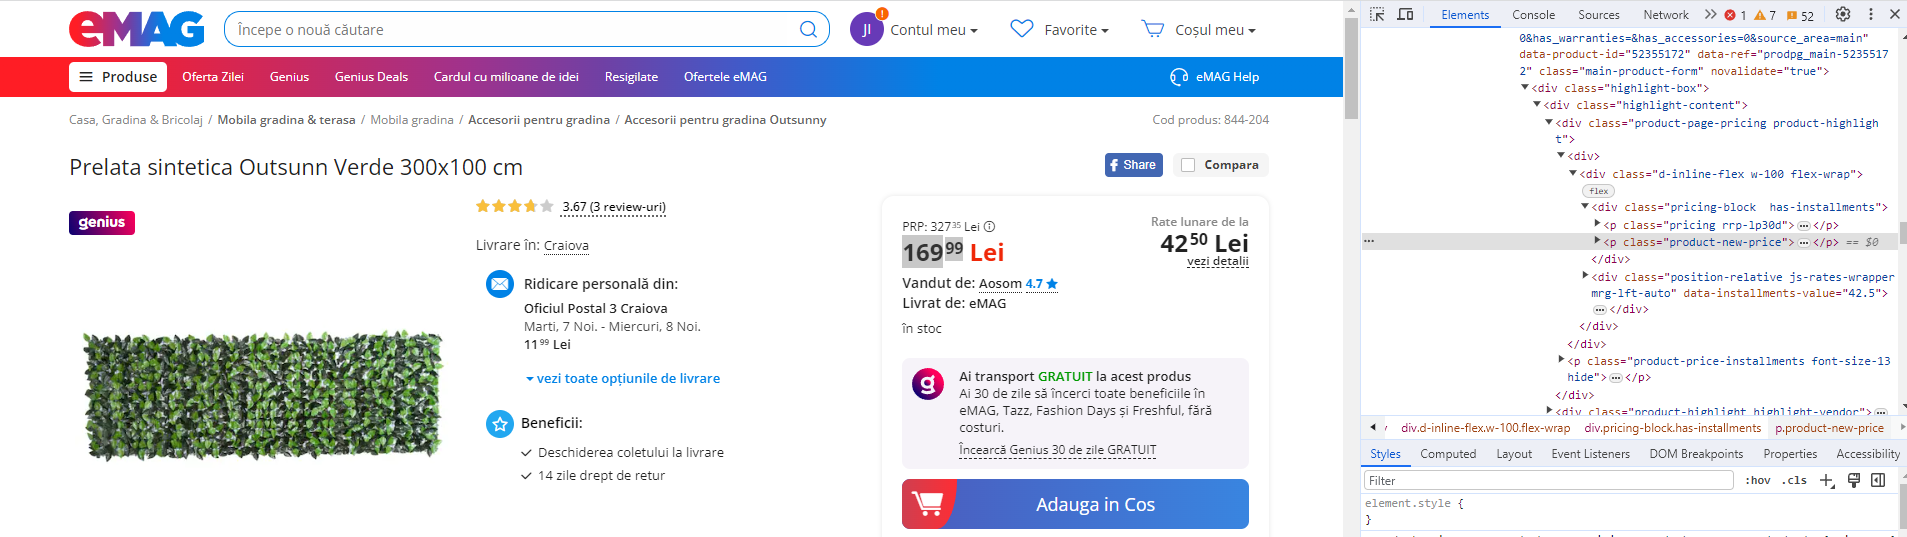 eMAG
Începe o nouă căutare
JI
!
Contul meu
Favorite
Coșul meu
Produse
Oferta Zilei
Genius
Genius Deals
Cardul cu milioane de idei
Resigilate
Ofertele eMAG
eMAG Help
Casa, Gradina & Bricolaj / Mobila gradina & terasa / Mobila gradina / Accesorii pentru gradina / Accesorii pentru gradina Outsunny
Cod produs: 844-204
Prelata sintetica Outsunn Verde 300x100 cm
Share
Compara
genius
3.67 (3 review-uri)
Livrare în: Craiova
Ridicare personală din:
Oficiul Postal 3 Craiova
Marti, 7 Noi. - Miercuri, 8 Noi.
11⁹⁹ Lei
vezi toate opțiunile de livrare
Beneficii:
Deschiderea coletului la livrare
14 zile drept de retur
PRP: 327³⁵ Lei
169⁹⁹ Lei
Rate lunare de la
42⁵⁰ Lei
vezi detalii
Vandut de: Aosom 4.7
Livrat de: eMAG
în stoc
g
Ai transport GRATUIT la acest produs
Ai 30 de zile să încerci toate beneficiile în
eMAG, Tazz, Fashion Days și Freshful, fără
costuri.
Încearcă Genius 30 de zile GRATUIT
Adauga in Cos
Elements
Console
Sources
Network
1
7
52
0&has_warranties=&has_accessories=0&source_area=main"
data-product-id="52355172" data-ref="prodpg_main-5235517
2" class="main-product-form" novalidate="true">
<div class="highlight-box">
<div class="highlight-content">
<div class="product-page-pricing product-highligh
t">
<div>
<div class="d-inline-flex w-100 flex-wrap">
flex
<div class="pricing-block  has-installments">
<p class="pricing rrp-lp30d">…</p>
<p class="product-new-price">…</p> == $0
</div>
<div class="position-relative js-rates-wrapper
mrg-lft-auto" data-installments-value="42.5">
…</div>
</div>
</div>
<p class="product-price-installments font-size-13
hide">…</p>
</div>
<div class="product-highlight highlight-vendor">…
div.d-inline-flex.w-100.flex-wrap
div.pricing-block.has-installments
p.product-new-price
Styles
Computed
Layout
Event Listeners
DOM Breakpoints
Properties
Accessibility
Filter
:hov
.cls
element.style {
}